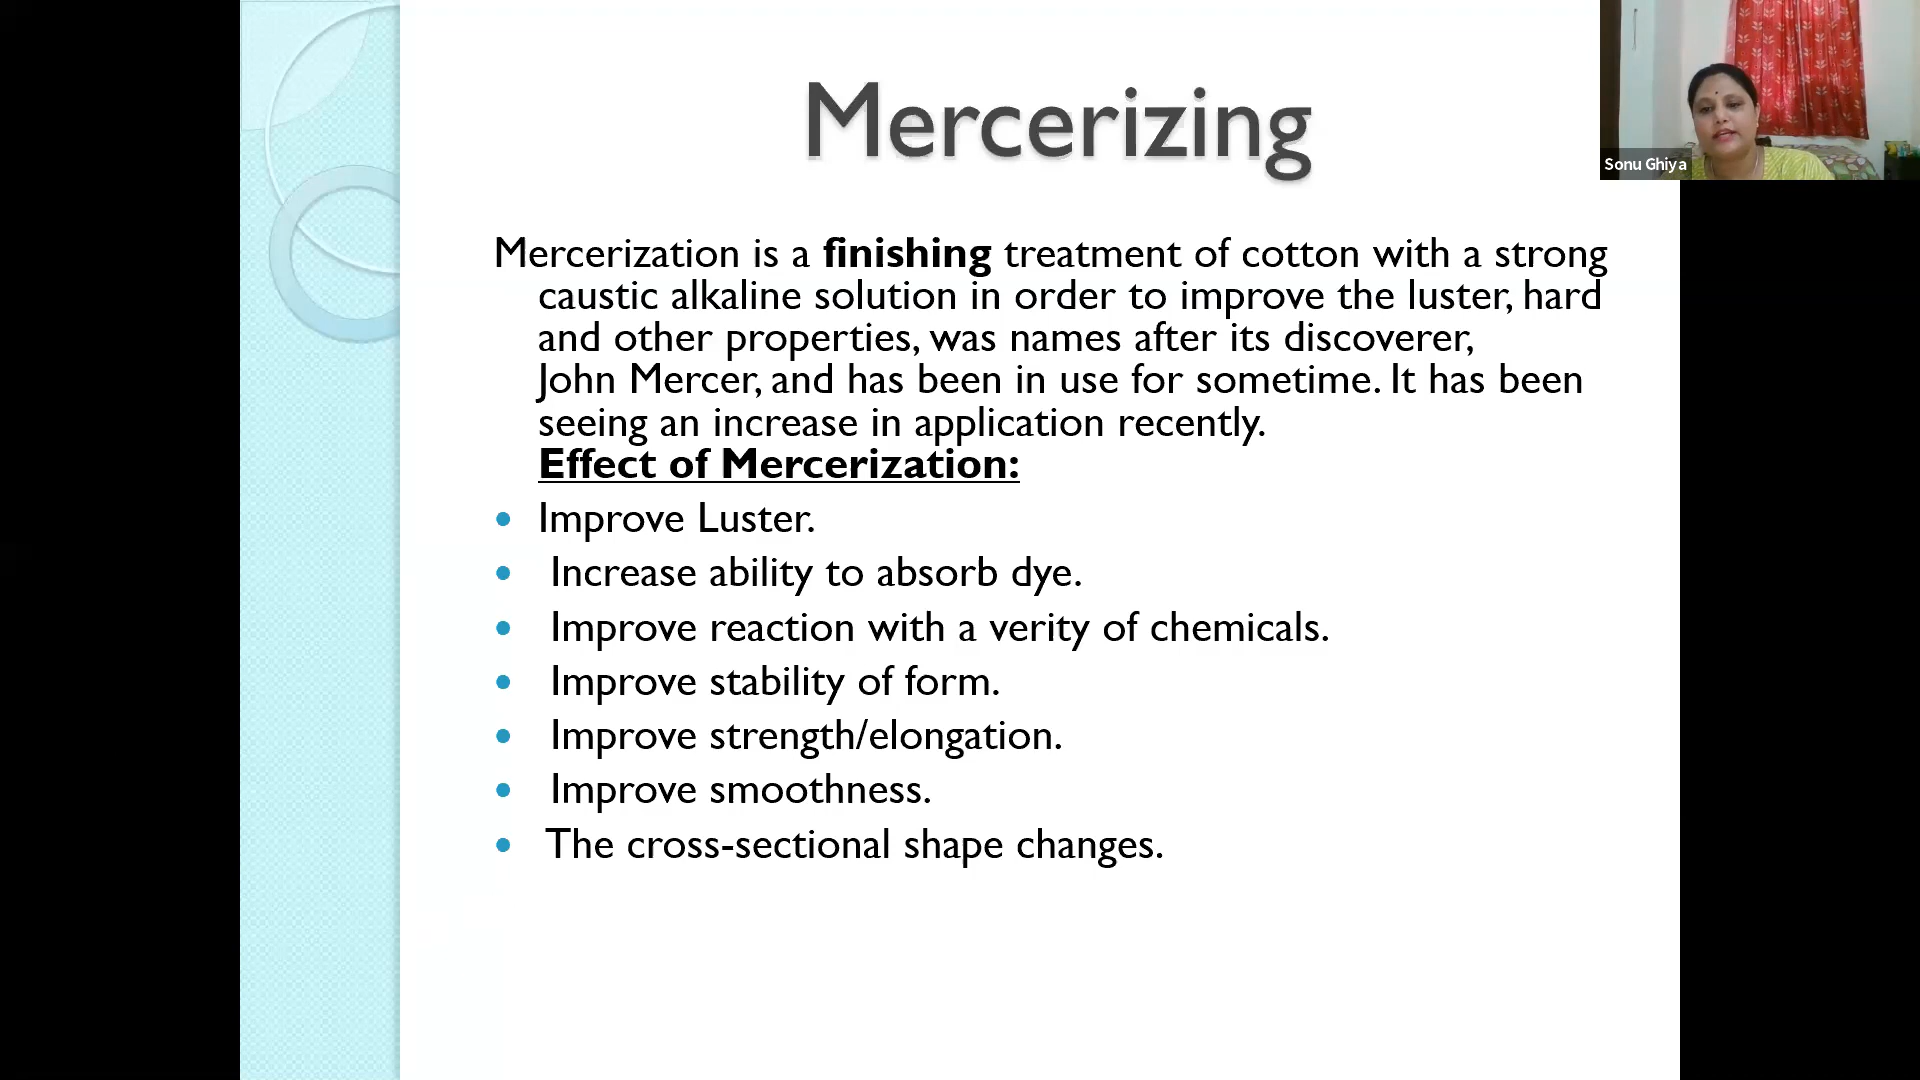 Mercerizing
Sonu Ghiya
Mercerization is a finishing treatment of cotton with a strong
caustic alkaline solution in order to improve the luster, hard
and other properties, was names after its discoverer,
John Mercer, and has been in use for sometime. It has been
seeing an increase in application recently.
Effect of Mercerization:
• Improve Luster.
• Increase ability to absorb dye.
• Improve reaction with a verity of chemicals.
• Improve stability of form.
• Improve strength/elongation.
• Improve smoothness.
• The cross-sectional shape changes.